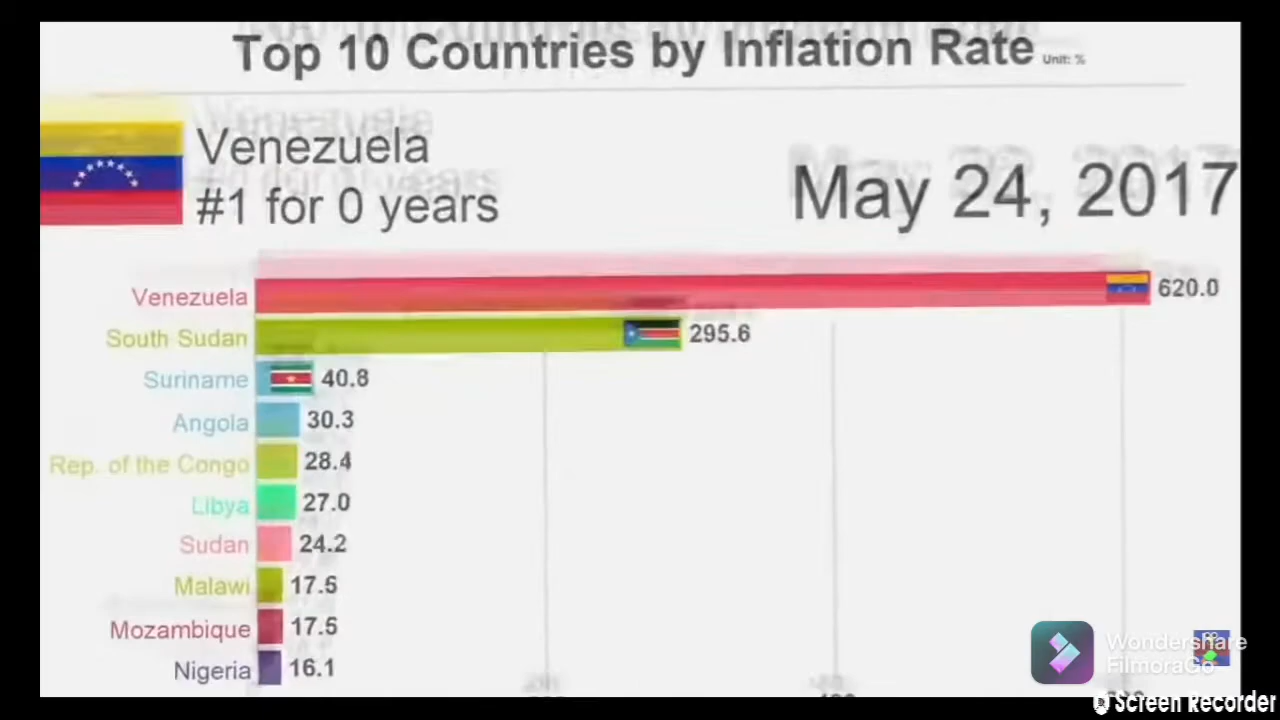 Top 10 Countries by Inflation Rate Unit: %
Venezuela
#1 for 0 years
May 24, 2017
Venezuela 620.0
South Sudan 295.6
Suriname 40.8
Angola 30.3
Rep. of the Congo 28.4
Libya 27.0
Sudan 24.2
Malawi 17.5
Mozambique 17.5
Nigeria 16.1
Wondershare
FilmoraGo
Screen Recorder